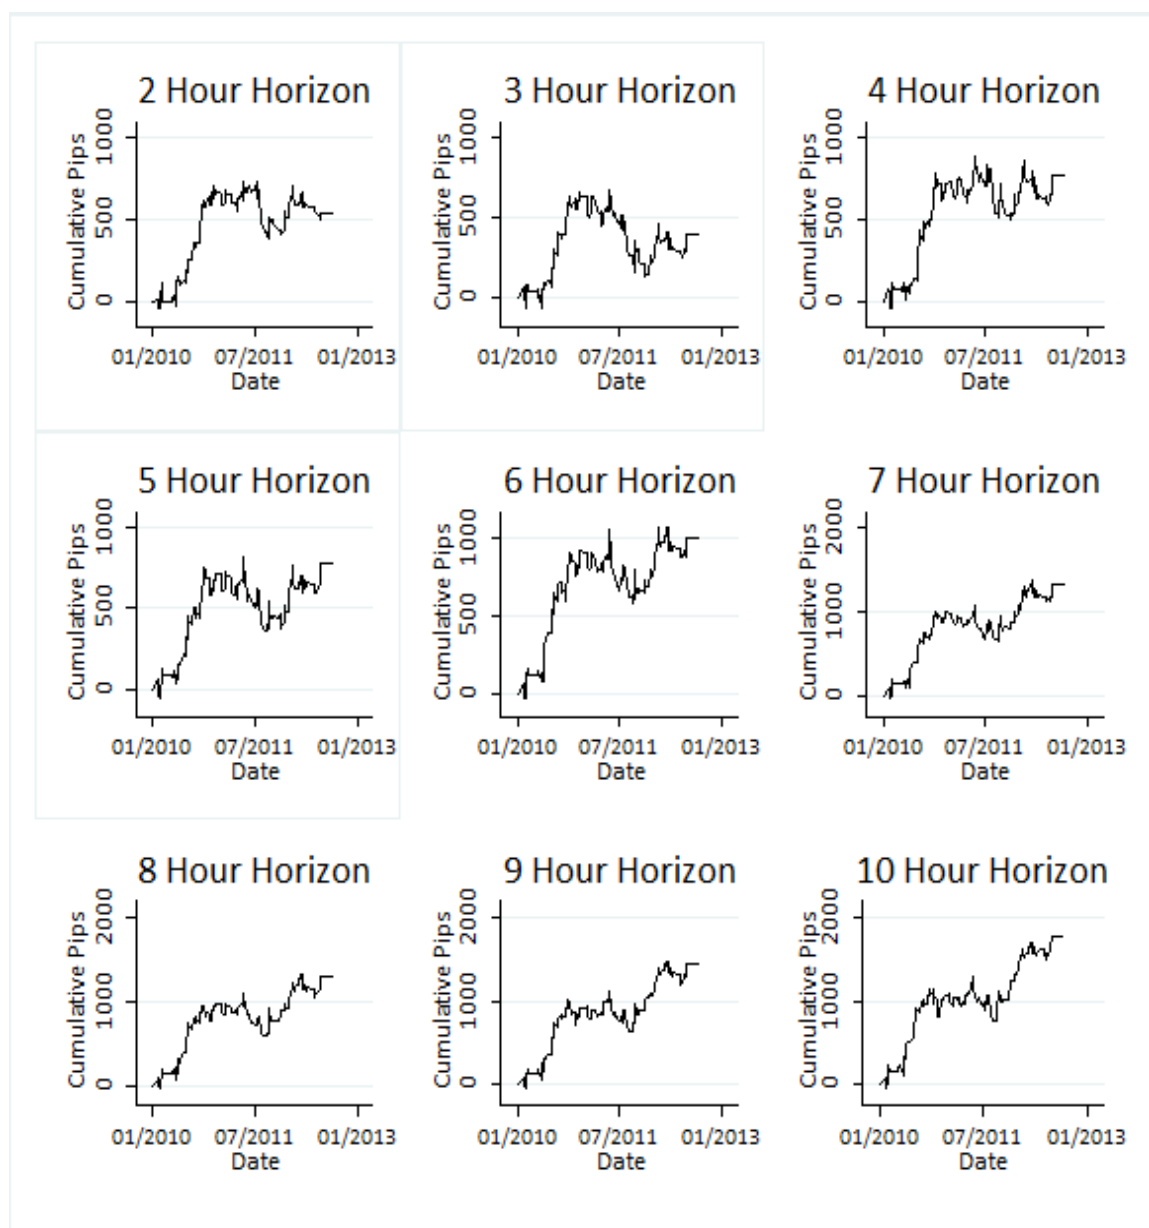 2 Hour Horizon
Cumulative Pips
1000
500
0
01/2010 07/2011 01/2013
Date
3 Hour Horizon
Cumulative Pips
1000
500
0
01/2010 07/2011 01/2013
Date
4 Hour Horizon
Cumulative Pips
1000
500
0
01/2010 07/2011 01/2013
Date
5 Hour Horizon
Cumulative Pips
1000
500
0
01/2010 07/2011 01/2013
Date
6 Hour Horizon
Cumulative Pips
1000
500
0
01/2010 07/2011 01/2013
Date
7 Hour Horizon
Cumulative Pips
2000
1000
0
01/2010 07/2011 01/2013
Date
8 Hour Horizon
Cumulative Pips
2000
1000
0
01/2010 07/2011 01/2013
Date
9 Hour Horizon
Cumulative Pips
2000
1000
0
01/2010 07/2011 01/2013
Date
10 Hour Horizon
Cumulative Pips
2000
1000
0
01/2010 07/2011 01/2013
Date